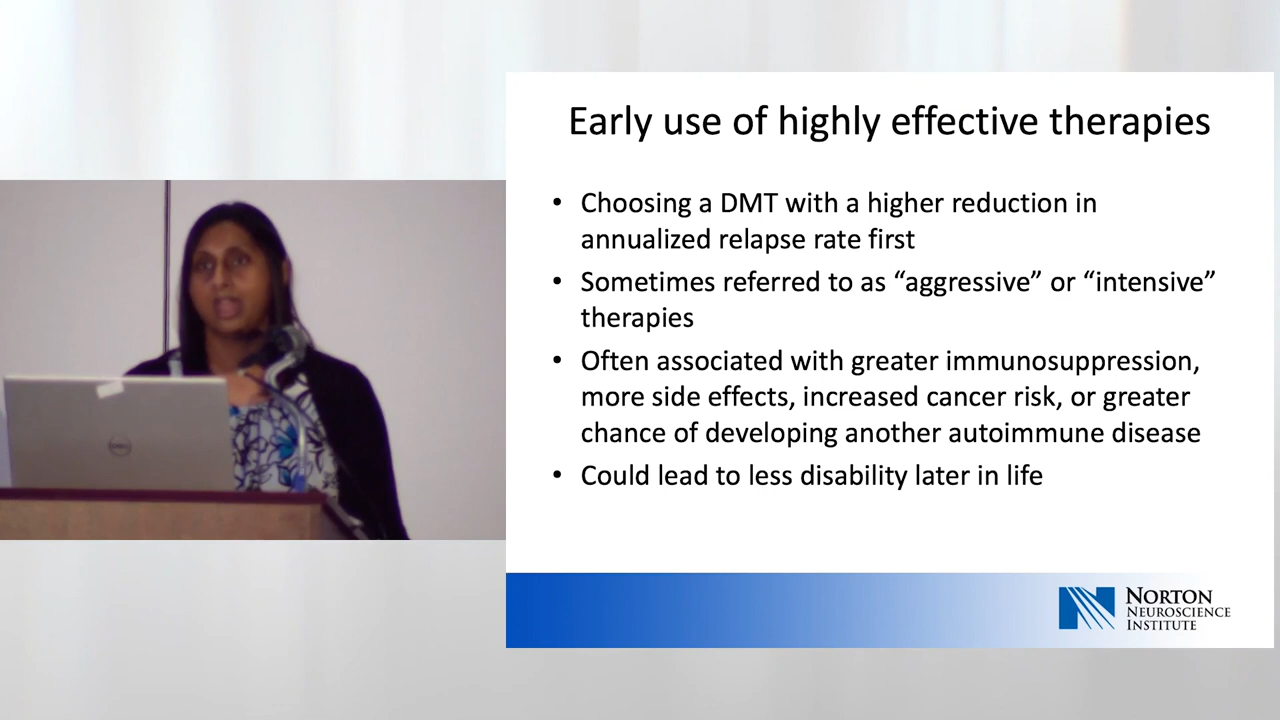 Early use of highly effective therapies
• Choosing a DMT with a higher reduction in
annualized relapse rate first
• Sometimes referred to as “aggressive” or “intensive”
therapies
• Often associated with greater immunosuppression,
more side effects, increased cancer risk, or greater
chance of developing another autoimmune disease
• Could lead to less disability later in life
NORTON
NEUROSCIENCE
INSTITUTE
DELL